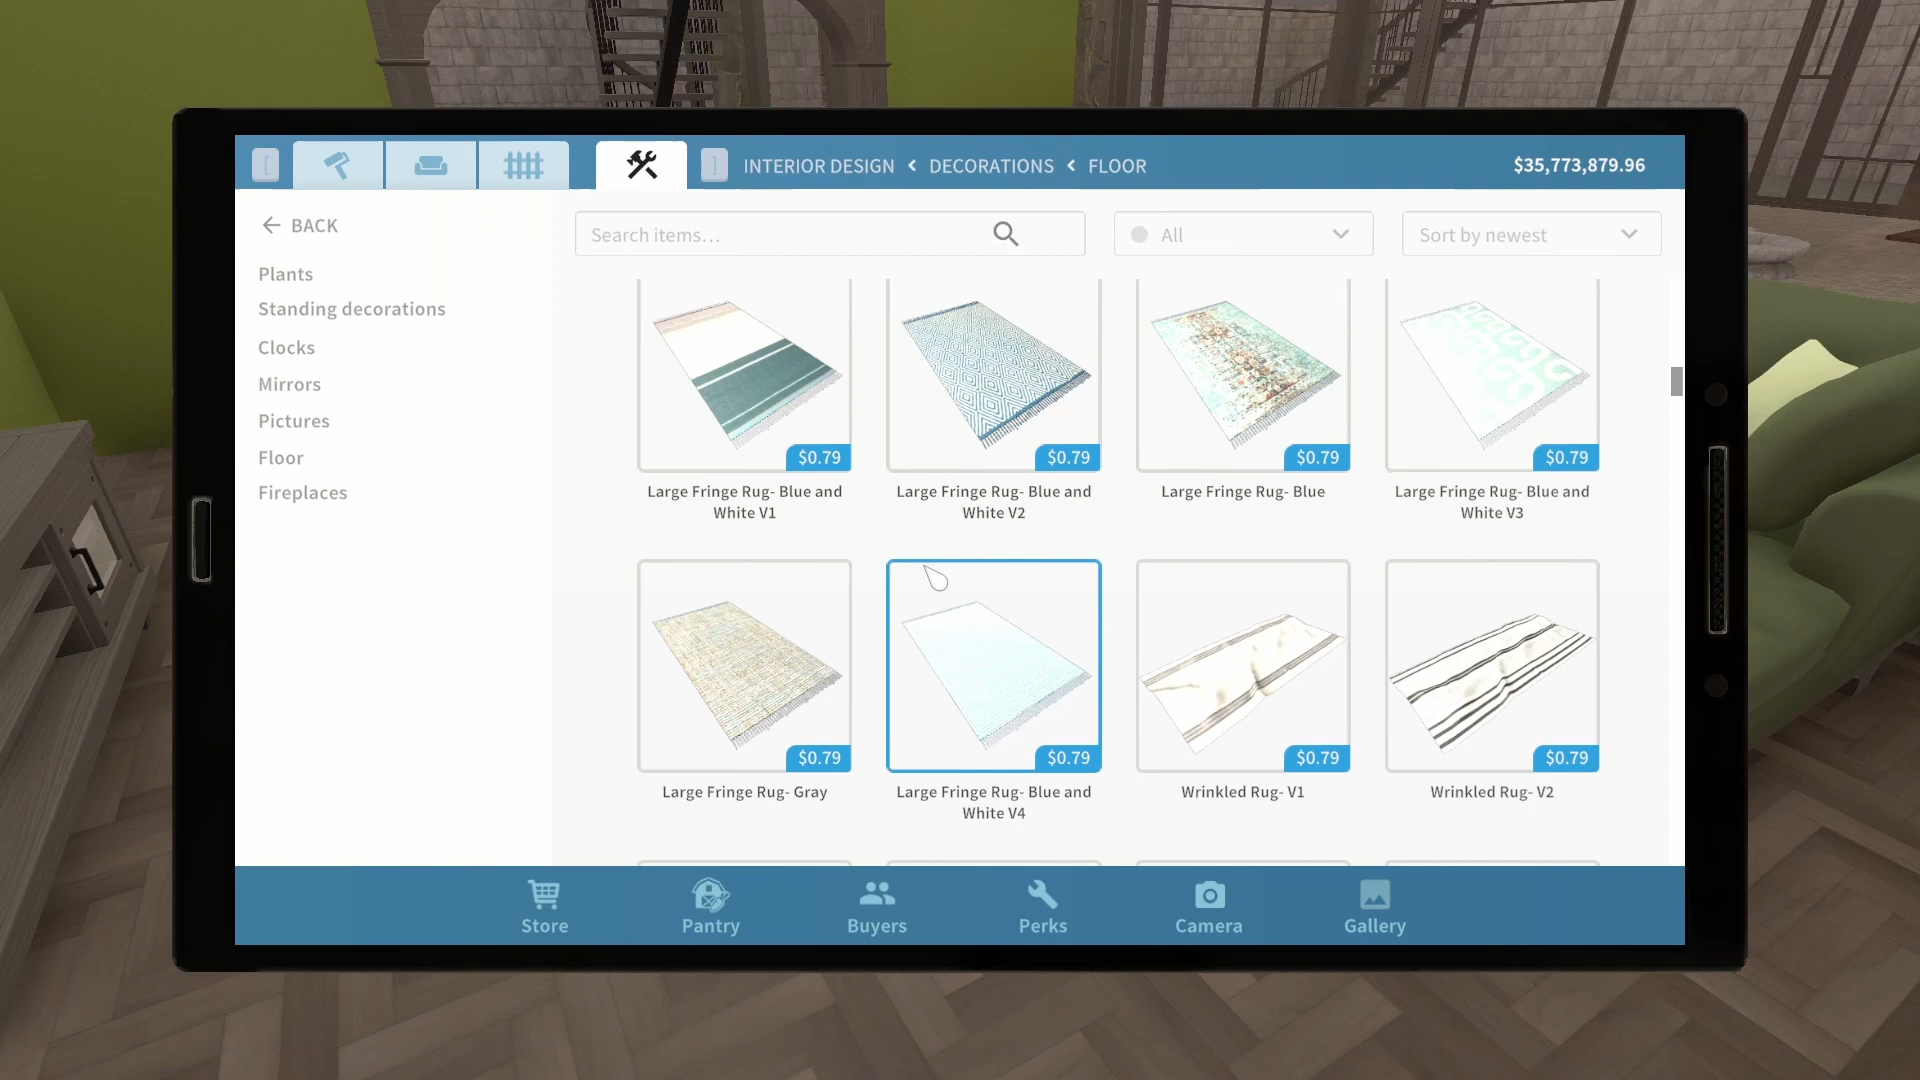 [
]
INTERIOR DESIGN < DECORATIONS < FLOOR
$35,773,879.96
BACK
Search items...
All
Sort by newest
Plants
Standing decorations
Clocks
Mirrors
Pictures
Floor
Fireplaces
$0.79
$0.79
$0.79
$0.79
Large Fringe Rug- Blue and
White V1
Large Fringe Rug- Blue and
White V2
Large Fringe Rug- Blue
Large Fringe Rug- Blue and
White V3
$0.79
$0.79
$0.79
$0.79
Large Fringe Rug- Gray
Large Fringe Rug- Blue and
White V4
Wrinkled Rug- V1
Wrinkled Rug- V2
Store
Pantry
Buyers
Perks
Camera
Gallery